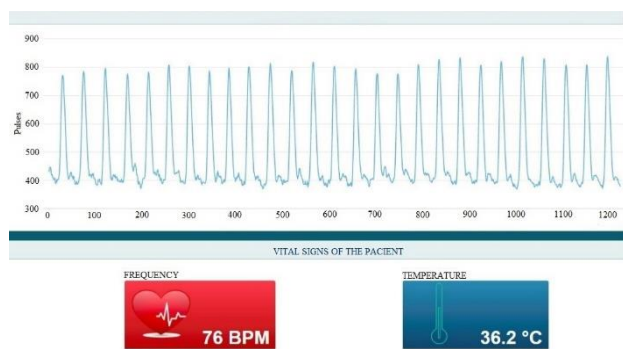 900
800
700
600
500
400
300
Pulses
0 100 200 300 400 500 600 700 800 900 1000 1100 1200
VITAL SIGNS OF THE PACIENT
FREQUENCY TEMPERATURE
76 BPM 36.2 °C